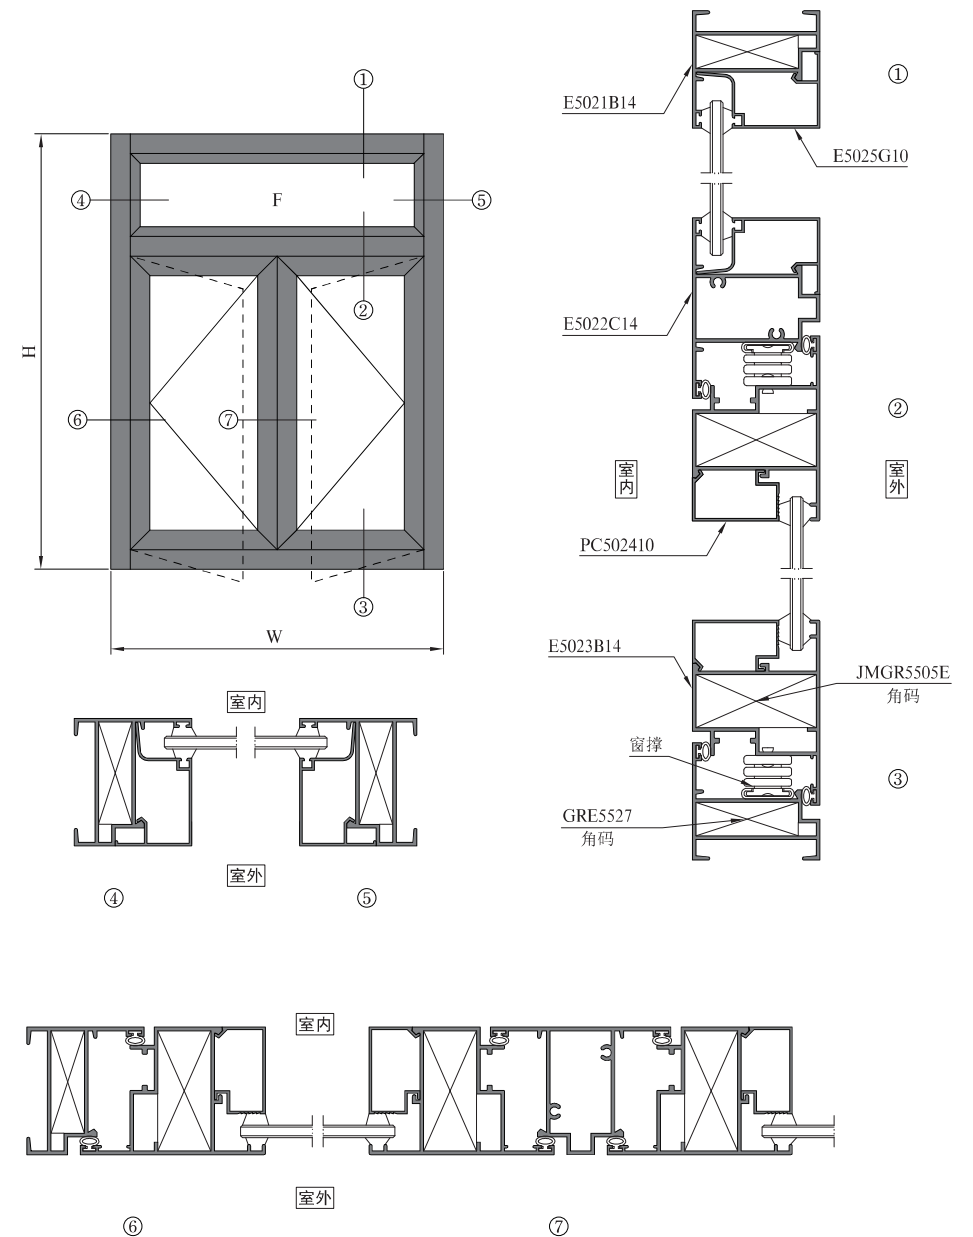 ①
④
F
⑤
②
H
⑥
⑦
③
W
E5021B14
①
E5025G10
E5022C14
②
室内
室外
PC502410
E5023B14
JMGR5505E
角码
窗撑
③
GRE5527
角码
室内
室外
④
⑤
室内
室外
⑥
⑦